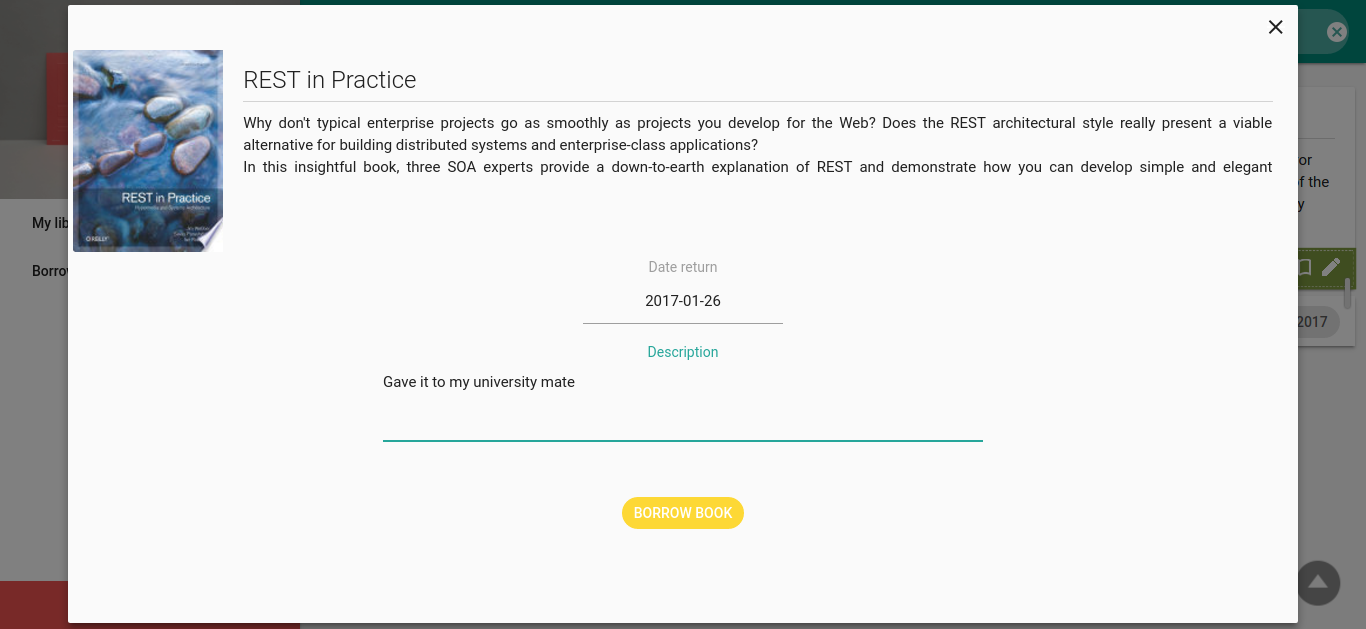 REST in Practice
Why don't typical enterprise projects go as smoothly as projects you develop for the Web? Does the REST architectural style really present a viable
alternative for building distributed systems and enterprise-class applications?
In this insightful book, three SOA experts provide a down-to-earth explanation of REST and demonstrate how you can develop simple and elegant
REST in Practice
O'REILLY
or
of the
y
My lib
Borrow
Date return
2017-01-26
2017
Description
Gave it to my university mate
BORROW BOOK